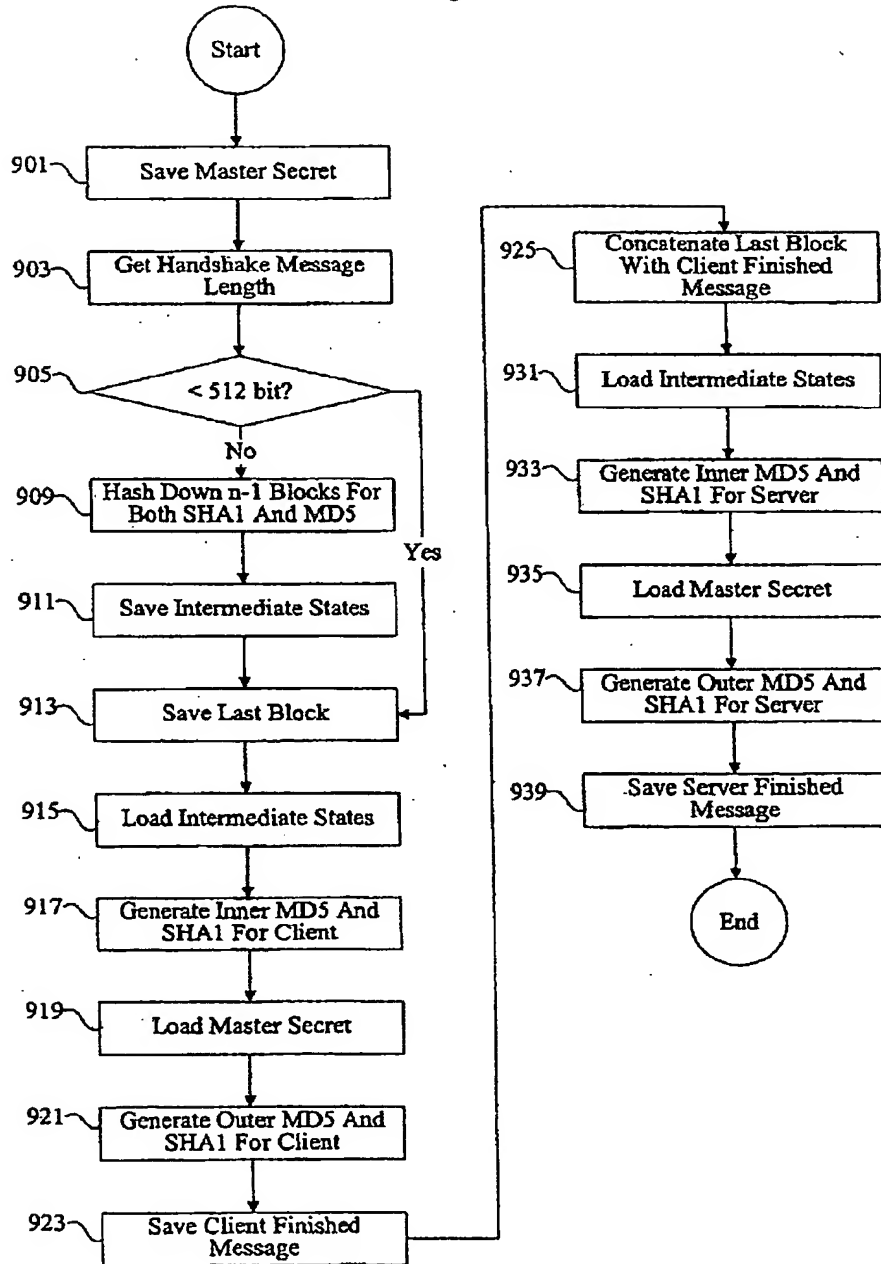 Start
901
Save Master Secret
903
Get Handshake Message
Length
905
< 512 bit?
No
Yes
909
Hash Down n-1 Blocks For
Both SHA1 And MD5
911
Save Intermediate States
913
Save Last Block
915
Load Intermediate States
917
Generate Inner MD5 And
SHA1 For Client
919
Load Master Secret
921
Generate Outer MD5 And
SHA1 For Client
923
Save Client Finished
Message
925
Concatenate Last Block
With Client Finished
Message
931
Load Intermediate States
933
Generate Inner MD5 And
SHA1 For Server
935
Load Master Secret
937
Generate Outer MD5 And
SHA1 For Server
939
Save Server Finished
Message
End